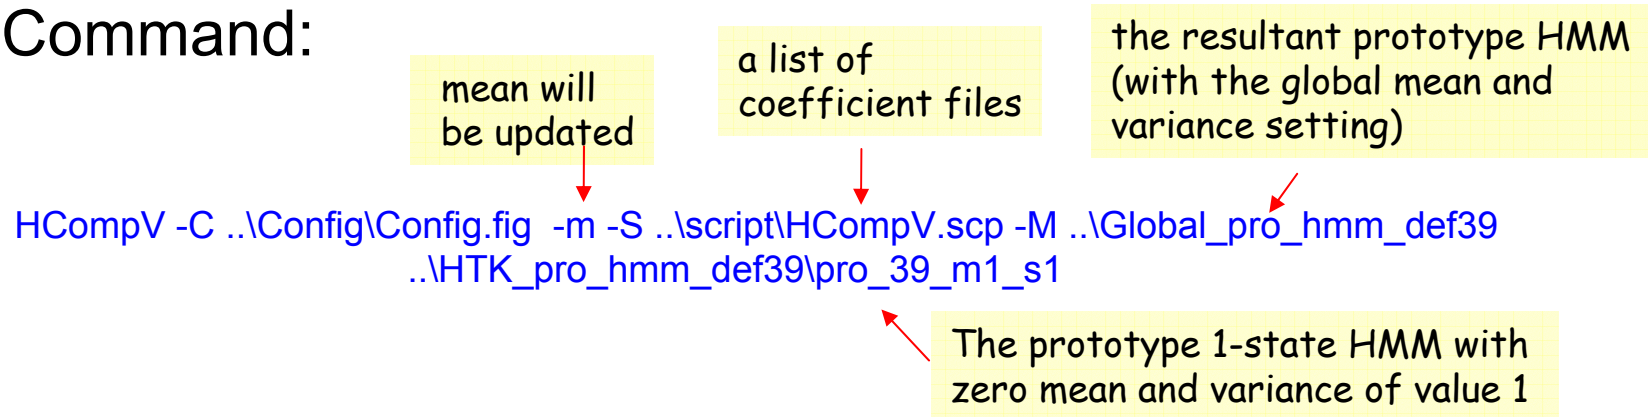 Command:
mean will
be updated
a list of
coefficient files
the resultant prototype HMM
(with the global mean and
variance setting)
HCompV -C ..\Config\Config.fig  -m -S ..\script\HCompV.scp -M ..\Global_pro_hmm_def39
..\HTK_pro_hmm_def39\pro_39_m1_s1
The prototype 1-state HMM with
zero mean and variance of value 1